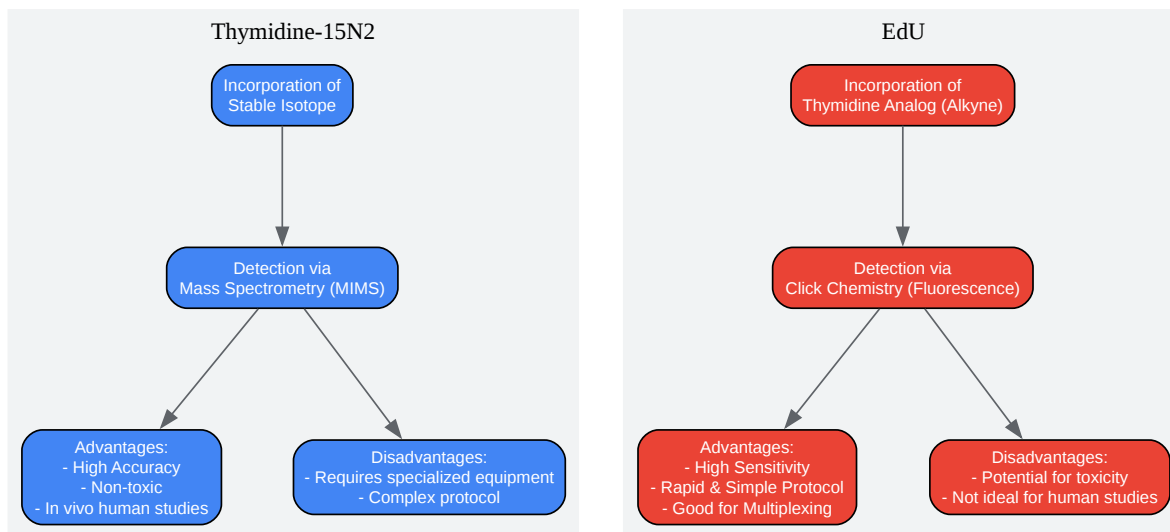 Thymidine-15N2
Incorporation of
Stable Isotope
Detection via
Mass Spectrometry (MIMS)
Advantages:
- High Accuracy
- Non-toxic
- In vivo human studies
Disadvantages:
- Requires specialized equipment
- Complex protocol
EdU
Incorporation of
Thymidine Analog (Alkyne)
Detection via
Click Chemistry (Fluorescence)
Advantages:
- High Sensitivity
- Rapid & Simple Protocol
- Good for Multiplexing
Disadvantages:
- Potential for toxicity
- Not ideal for human studies